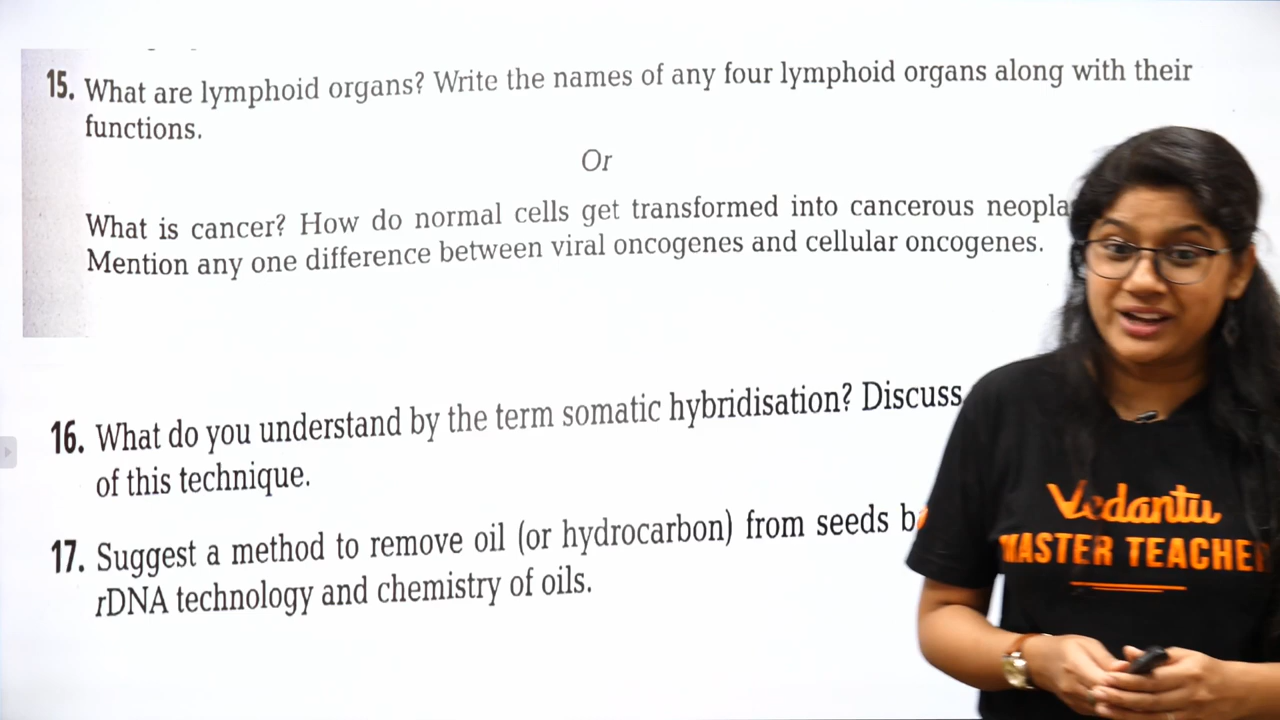 15. What are lymphoid organs? Write the names of any four lymphoid organs along with their
functions.
Or
What is cancer? How do normal cells get transformed into cancerous
Mention any one difference between viral oncogenes and cellular oncogenes.
16. What do you understand by the term somatic hybridisation? Discuss
of this technique.
17. Suggest a method to remove oil (or hydrocarbon) from seeds
rDNA technology and chemistry of oils.
Vedantu
MASTER TEACHER